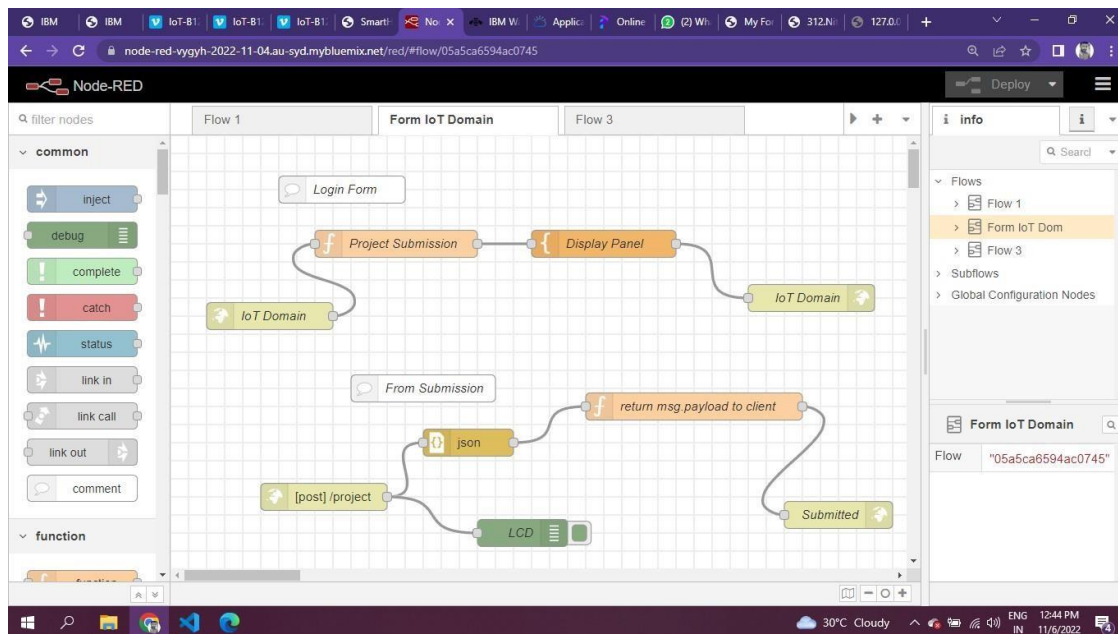 IBM
IBM
IoT-B1
IoT-B1
IoT-B1
Smart
No
IBM W
Applica
Online
(2) Wh
My For
312.Ni
127.0.0
node-red-vygyh-2022-11-04.au-syd.mybluemix.net/red/#flow/05a5ca6594ac0745
Node-RED
Deploy
filter nodes
Flow 1
Form IoT Domain
Flow 3
i info
i
Searcl
common
inject
debug
complete
catch
status
link in
link call
link out
comment
function
function
Login Form
Project Submission
Display Panel
IoT Domain
IoT Domain
From Submission
return msg.payload to client
json
[post] /project
LCD
Submitted
Flows
Flow 1
Form IoT Dom
Flow 3
Subflows
Global Configuration Nodes
Form IoT Domain
Flow "05a5ca6594ac0745"
30°C Cloudy
ENG
IN
12:44 PM
11/6/2022